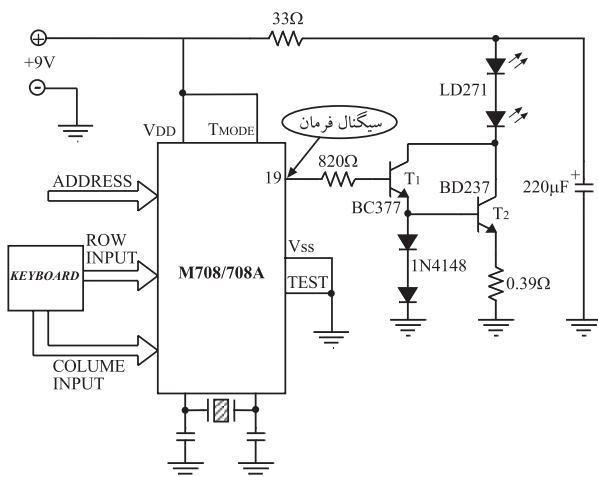 33Ω
+9V
LD271
VDD
TMODE
سیگنال فرمان
19
820Ω
T1
BC377
BD237
T2
220µF
+
ADDRESS
ROW
INPUT
KEYBOARD
M708/708A
VSS
TEST
1N4148
0.39Ω
COLUME
INPUT